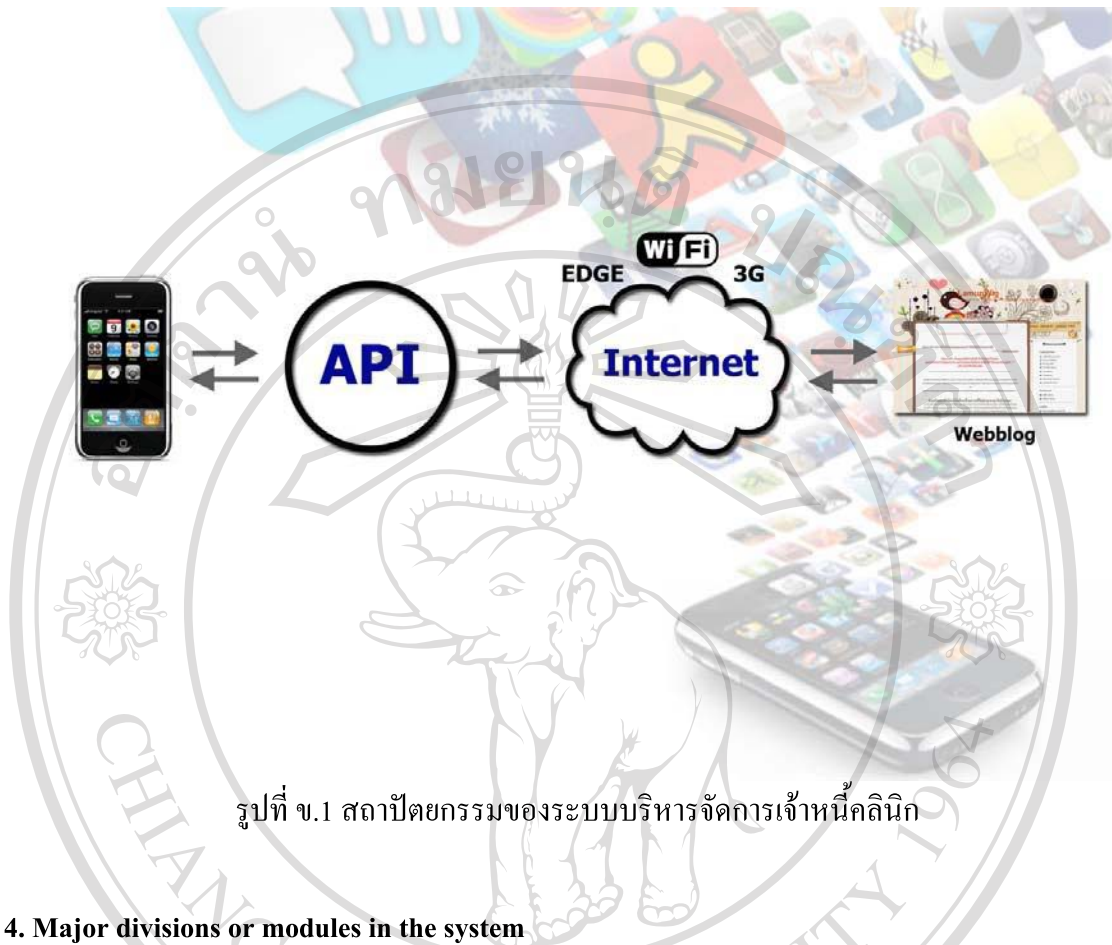 WiFi
EDGE 3G
API
Internet
Webblog
รูปที่ ข.1 สถาปัตยกรรมของระบบบริหารจัดการเจ้าหนี้คลินิก
4. Major divisions or modules in the system